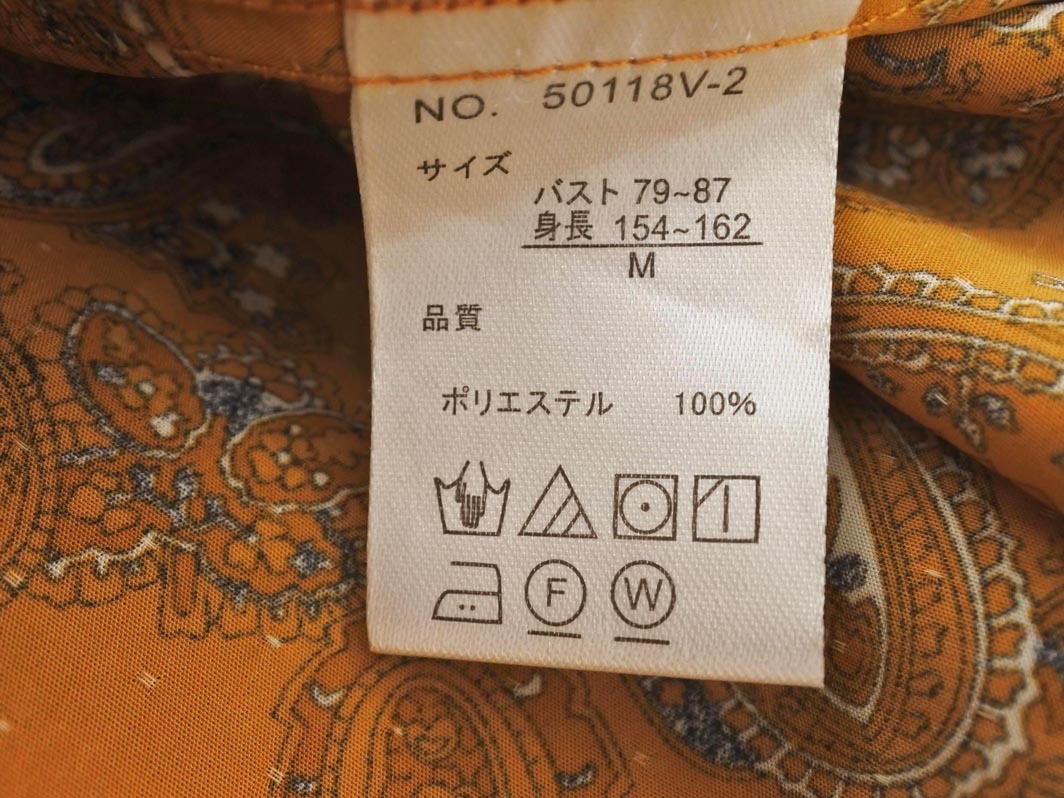 NO. 50118V-2
サイズ
バスト 79~87
身長 154~162
M
品質
ポリエステル 100%
F W